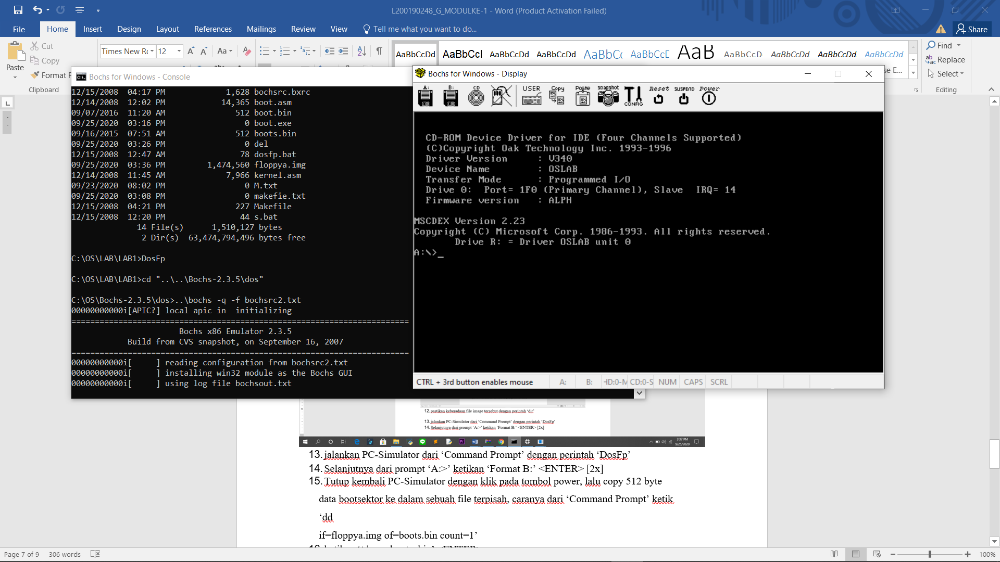 L200190248_G_MODULKE-1 - Word (Product Activation Failed)
File Home Insert Design Layout References Mailings Review View Tell me what you want to do... Share
Cut
Copy
Format
Paste
Clipboard
Times New Ro 12 Aa
AaBbCcDd AaBbCcI AaBbCcDd AaBbCcDd AaBbCc AaBbCcE AaB AaBbCcD AaBbCcDd AaBbCcDd AaBbCcDd
Find
Replace
Select
Editing
Bochs for Windows - Console
12/15/2008 04:17 PM 1,628 bochsrc.bxrc
12/14/2008 12:02 PM 14,365 boot.asm
09/07/2016 11:20 AM 512 boot.bin
09/25/2020 03:16 PM 0 boot.exe
09/16/2015 07:51 AM 512 boots.bin
09/25/2020 03:26 PM 0 del
12/15/2008 12:47 AM 78 dosfp.bat
09/25/2020 03:36 PM 1,474,560 floppya.img
12/14/2008 11:45 AM 7,966 kernel.asm
09/23/2020 08:02 PM 0 M.txt
09/25/2020 03:08 PM 0 makefie.txt
12/15/2008 04:21 PM 227 Makefile
12/15/2008 12:20 PM 44 s.bat
14 File(s) 1,510,127 bytes
2 Dir(s) 63,474,794,496 bytes free
C:\OS\LAB\LAB1>DosFp
C:\OS\LAB\LAB1>cd "..\..\Bochs-2.3.5\dos"
C:\OS\Bochs-2.3.5\dos>..\bochs -q -f bochsrc2.txt
00000000000i[APIC?] local apic in initializing
========================================================================
Bochs x86 Emulator 2.3.5
Build from CVS snapshot, on September 16, 2007
========================================================================
00000000000i[ ] reading configuration from bochsrc2.txt
00000000000i[ ] installing win32 module as the Bochs GUI
00000000000i[ ] using log file bochsout.txt
Bochs for Windows - Display
A: B: CD USER Copy Paste snapshot CONFIG Reset SUSPEND Power
CD-ROM Device Driver for IDE (Four Channels Supported)
(C)Copyright Oak Technology Inc. 1993-1996
Driver Version : V340
Device Name : OSLAB
Transfer Mode : Programmed I/O
Drive 0: Port= 1F0 (Primary Channel), Slave IRQ= 14
Firmware version : ALPH
MSCDEX Version 2.23
Copyright (C) Microsoft Corp. 1986-1993. All rights reserved.
Drive R: = Driver OSLAB unit 0
A:\>_
CTRL + 3rd button enables mouse A: B: HD:0-M CD:0-S NUM CAPS SCRL
12. pastikan keberadaan file image tersebut dengan perintah 'dir'
13. jalankan PC-Simulator dari 'Command Prompt' dengan perintah 'DosFp'
14. Selanjutnya dari prompt 'A:>' ketikan 'Format B:' <ENTER> [2x]
3:37 PM
9/25/2020
13. jalankan PC-Simulator dari ‘Command Prompt’ dengan perintah ‘DosFp’
14. Selanjutnya dari prompt ‘A:>’ ketikan ‘Format B:’ <ENTER> [2x]
15. Tutup kembali PC-Simulator dengan klik pada tombol power, lalu copy 512 byte
data bootsektor ke dalam sebuah file terpisah, caranya dari ‘Command Prompt’ ketik
‘dd
if=floppya.img of=boots.bin count=1’
Page 7 of 9 306 words 100%